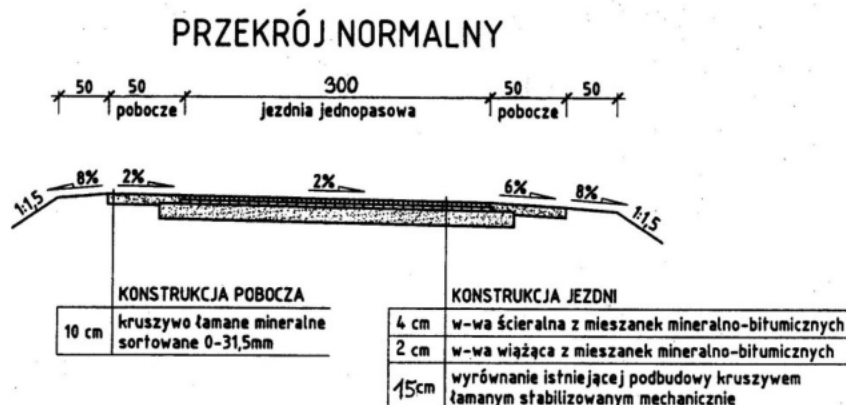 PRZEKRÓJ NORMALNY
50 50 300 50 50
pobocze jezdnia jednopasowa pobocze
8% 2% 2% 6% 8%
1:1,5 1:1,5
KONSTRUKCJA POBOCZA
10 cm kruszywo łamane mineralne
sortowane 0-31,5mm
KONSTRUKCJA JEZDNI
4 cm w-wa ścieralna z mieszanek mineralno-bitumicznych
2 cm w-wa wiążąca z mieszanek mineralno-bitumicznych
15cm wyrównanie istniejącej podbudowy kruszywem
łamanym stabilizowanym mechanicznie